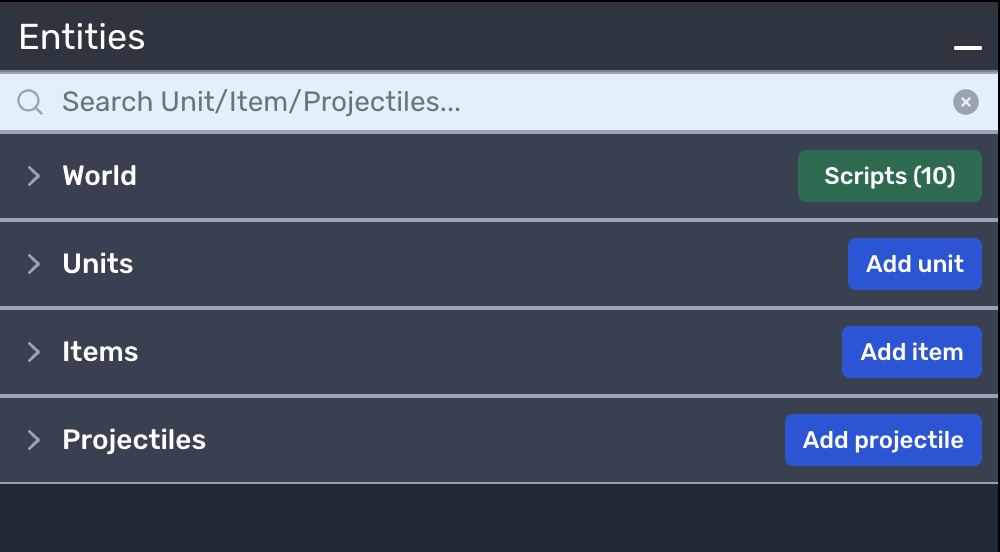 Entities
Search Unit/Item/Projectiles...
World
Scripts (10)
Units
Add unit
Items
Add item
Projectiles
Add projectile